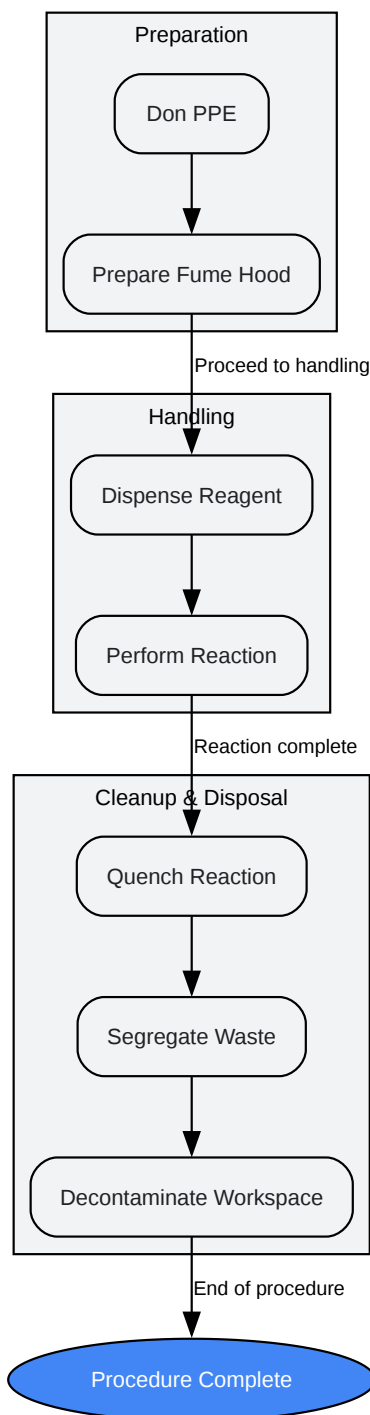 Preparation
Don PPE
Prepare Fume Hood
Proceed to handling
Handling
Dispense Reagent
Perform Reaction
Reaction complete
Cleanup & Disposal
Quench Reaction
Segregate Waste
Decontaminate Workspace
End of procedure
Procedure Complete